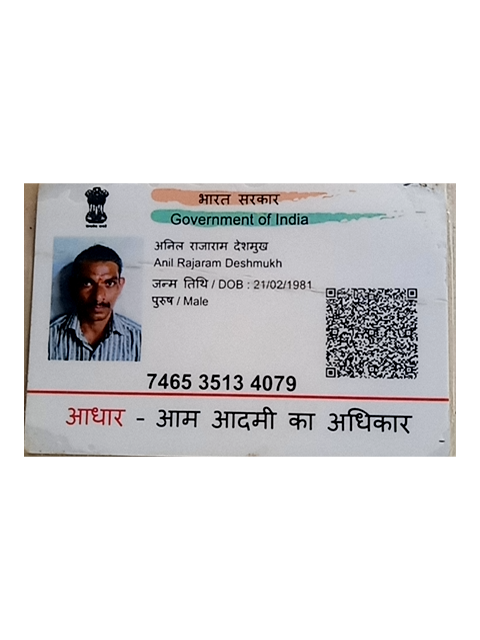 भारत सरकार
Government of India
अनिल राजाराम देशमुख
Anil Rajaram Deshmukh
जन्म तिथि / DOB : 21/02/1981
पुरुष / Male
7465 3513 4079
आधार - आम आदमी का अधिकार